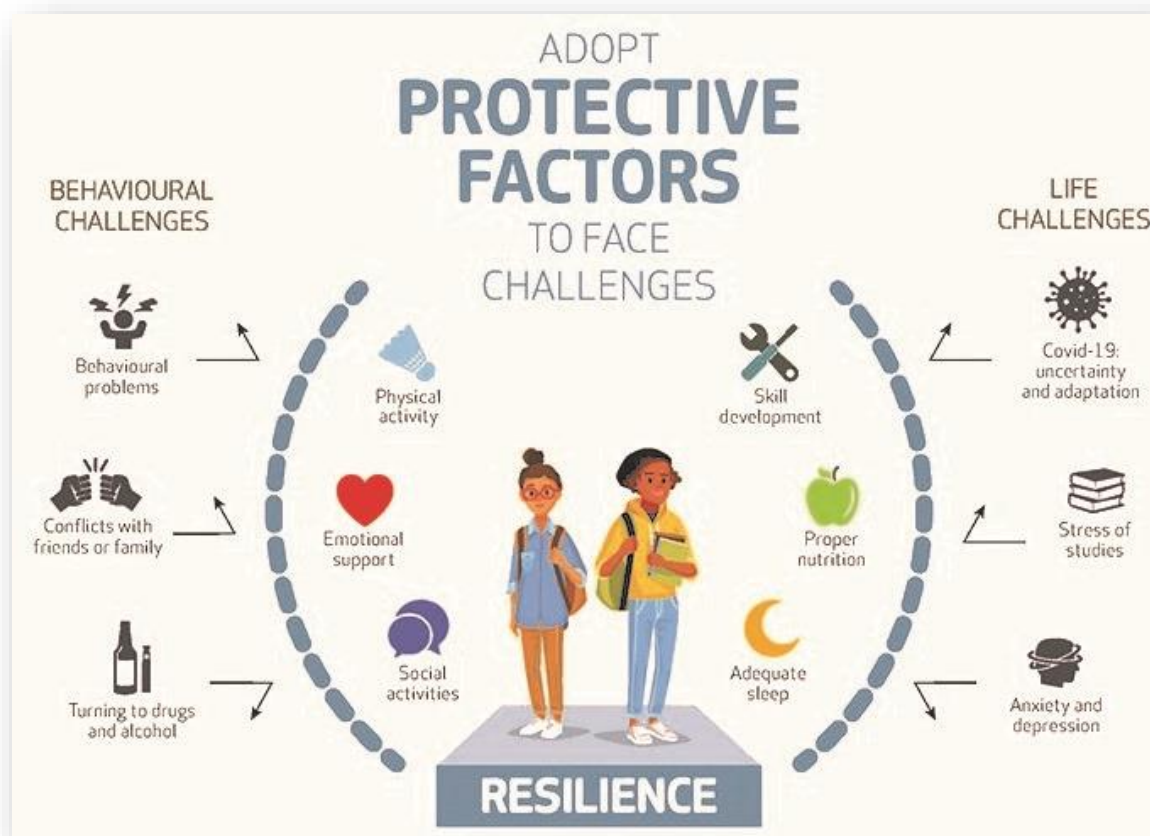 ADOPT
PROTECTIVE
FACTORS
TO FACE
CHALLENGES
BEHAVIOURAL
CHALLENGES
Behavioural
problems
Conflicts with
friends or family
Turning to drugs
and alcohol
Physical
activity
Emotional
support
Social
activities
Skill
development
Proper
nutrition
Adequate
sleep
LIFE
CHALLENGES
Covid-19:
uncertainty
and adaptation
Stress of
studies
Anxiety and
depression
RESILIENCE